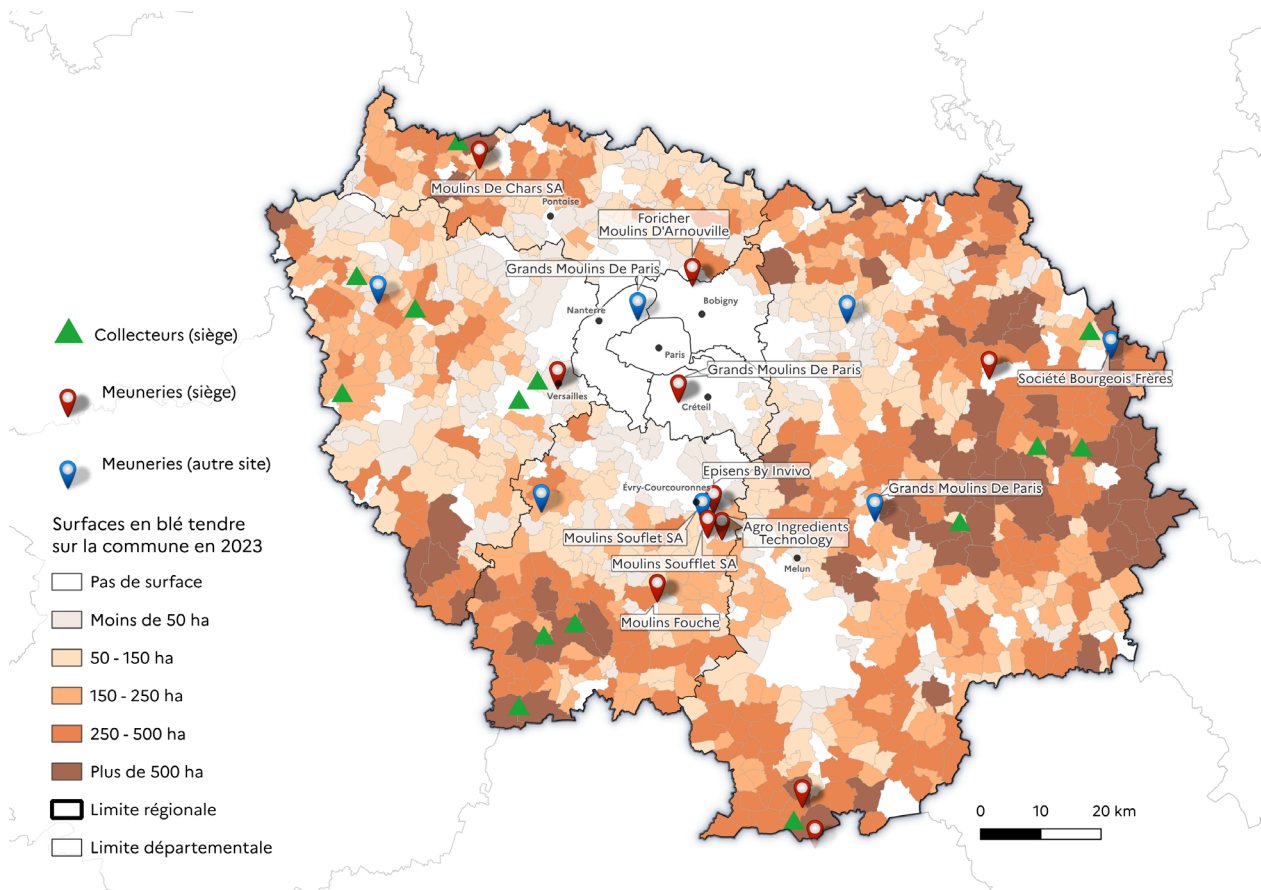 Moulins De Chars SA
Pontoise
Foricher
Moulins D'Arnouville
Grands Moulins De Paris
Bobigny
Nanterre
Paris
Grands Moulins De Paris
Société Bourgeois Frères
Versailles
Créteil
Collecteurs (siège)
Meuneries (siège)
Meuneries (autre site)
Episens By Invivo
Évry-Courcouronnes
Grands Moulins De Paris
Moulins Souflet SA
Agro Ingredients
Technology
Moulins Soufflet SA
Melun
Moulins Fouche
Surfaces en blé tendre
sur la commune en 2023
Pas de surface
Moins de 50 ha
50 - 150 ha
150 - 250 ha
250 - 500 ha
Plus de 500 ha
Limite régionale
Limite départementale
0 10 20 km